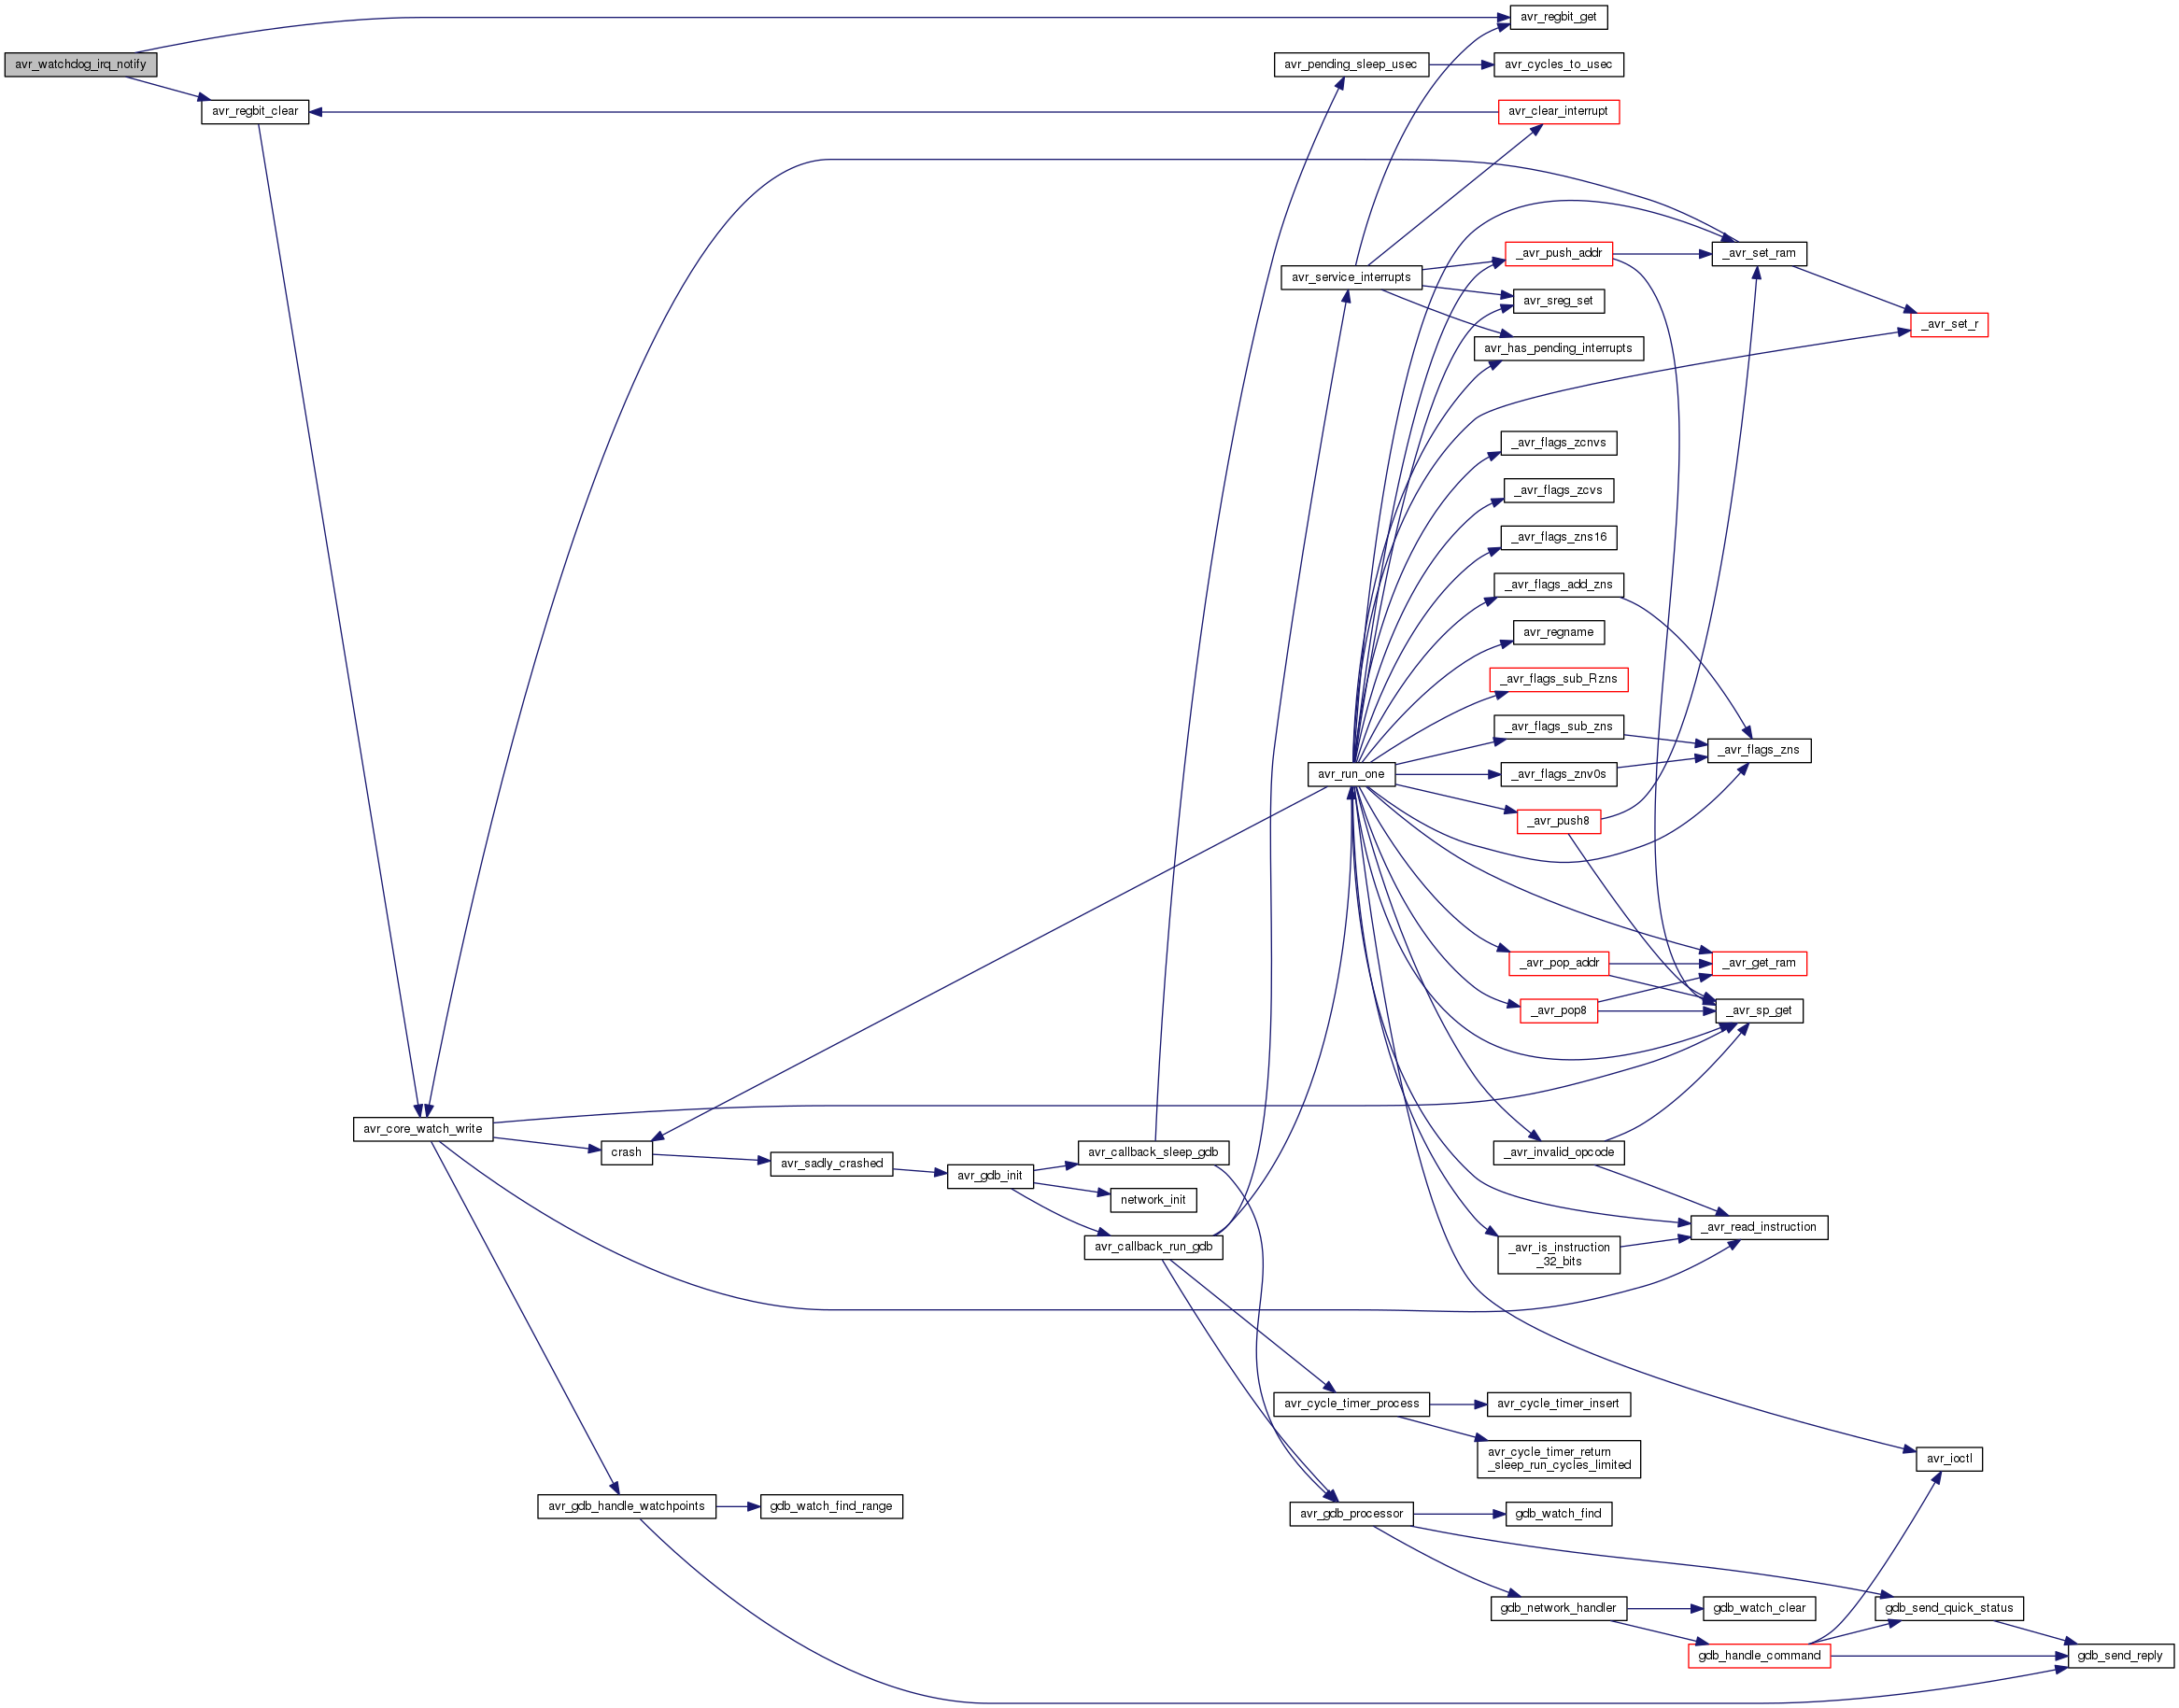 avr_regbit_get
avr_watchdog_irq_notify
avr_pending_sleep_usec
avr_cycles_to_usec
avr_regbit_clear
avr_clear_interrupt
_avr_push_addr
_avr_set_ram
avr_service_interrupts
avr_sreg_set
_avr_set_r
avr_has_pending_interrupts
_avr_flags_zcnvs
_avr_flags_zcvs
_avr_flags_zns16
_avr_flags_add_zns
avr_regname
_avr_flags_sub_Rzns
_avr_flags_sub_zns
_avr_flags_zns
avr_run_one
_avr_flags_znv0s
_avr_push8
_avr_pop_addr
_avr_get_ram
_avr_pop8
_avr_sp_get
avr_core_watch_write
crash
avr_callback_sleep_gdb
_avr_invalid_opcode
avr_sadly_crashed
avr_gdb_init
network_init
_avr_read_instruction
avr_callback_run_gdb
_avr_is_instruction
_32_bits
avr_cycle_timer_process
avr_cycle_timer_insert
avr_cycle_timer_return
_sleep_run_cycles_limited
avr_ioctl
avr_gdb_handle_watchpoints
gdb_watch_find_range
avr_gdb_processor
gdb_watch_find
gdb_network_handler
gdb_watch_clear
gdb_send_quick_status
gdb_handle_command
gdb_send_reply